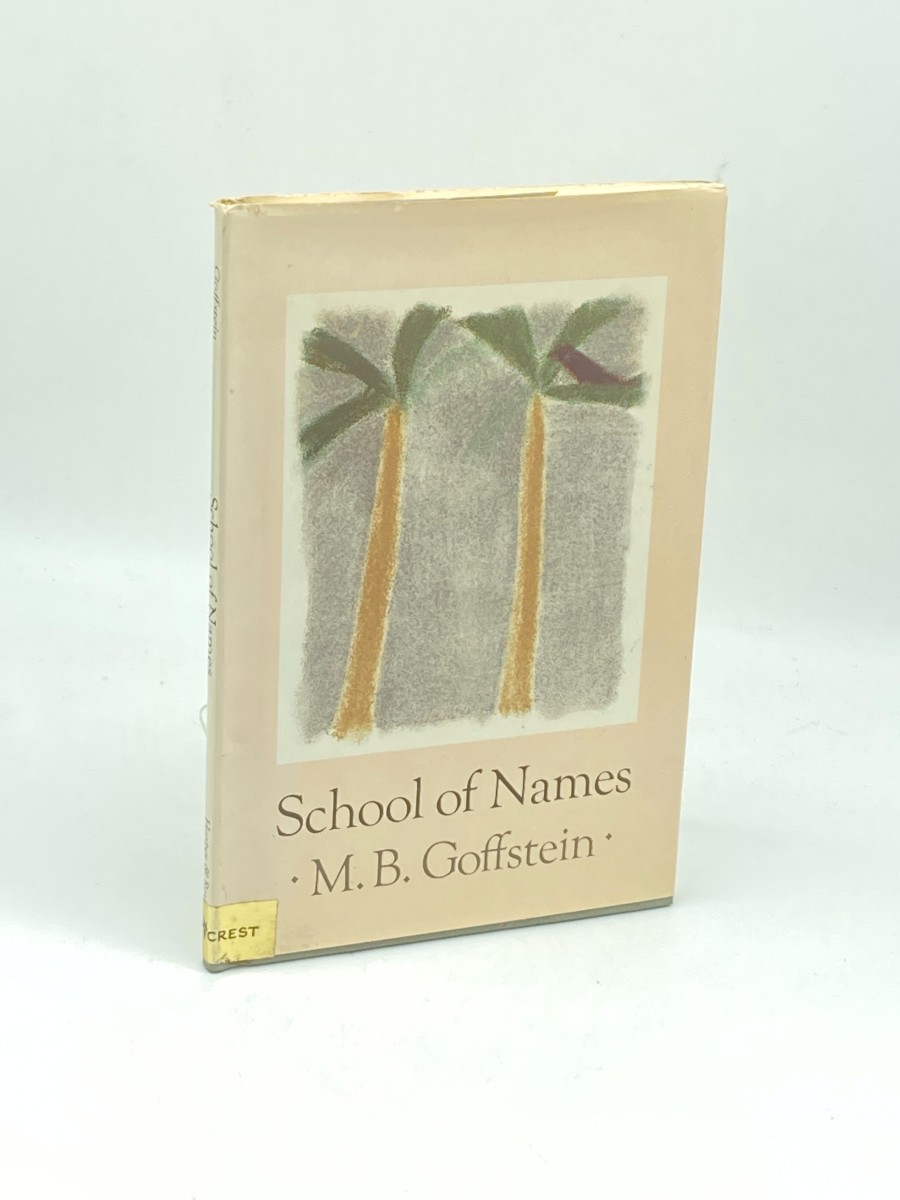 School of Names
· M. B. Goffstein ·
Goffstein
School of Names
CREST